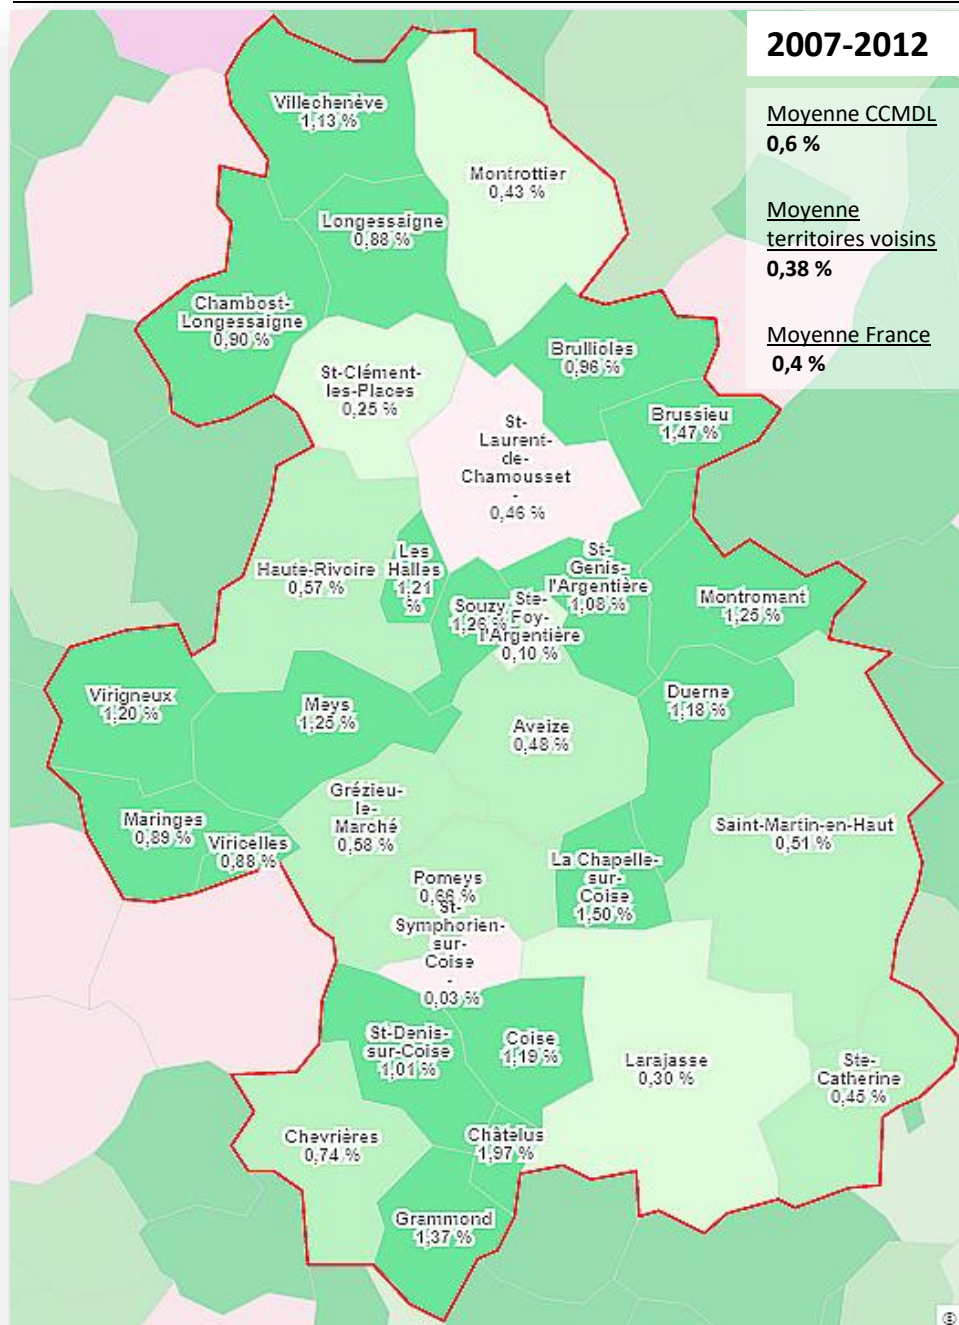 2007-2012
Moyenne CCMDL
0,6 %
Moyenne
territoires voisins
0,38 %
Moyenne France
0,4 %
Villechenève
1,13 %
Montrottier
0,43 %
Longessaigne
0,88 %
Chambost-
Longessaigne
0,90 %
Brullioles
0,96 %
St-Clément-
les-Places
0,25 %
Brussieu
1,47 %
St-
Laurent-
de-
Chamousset
-
0,46 %
Haute-Rivoire
0,57 %
Les
Halles
1,21
%
St-
Genis-
l'Argentière
1,08 %
Souzy
1,26 %
Ste-
Foy-
l'Argentière
0,10 %
Montromant
1,25 %
Virigneux
1,20 %
Meys
1,25 %
Duerne
1,18 %
Aveize
0,48 %
Grézieu-
le-
Marché
0,58 %
Maringes
0,89 %
Viricelles
0,88 %
Saint-Martin-en-Haut
0,51 %
La Chapelle-
sur-
Coise
1,50 %
Pomeys
0,66 %
St-
Symphorien-
sur-
Coise
-
0,03 %
St-Denis-
sur-Coise
1,01 %
Coise
1,19 %
Larajasse
0,30 %
Ste-
Catherine
0,45 %
Chevrières
0,74 %
Châtelus
1,97 %
Grammond
1,37 %